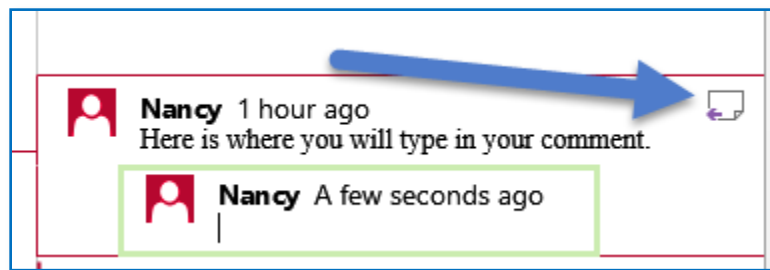 Nancy 1 hour ago
Here is where you will type in your comment.
Nancy A few seconds ago